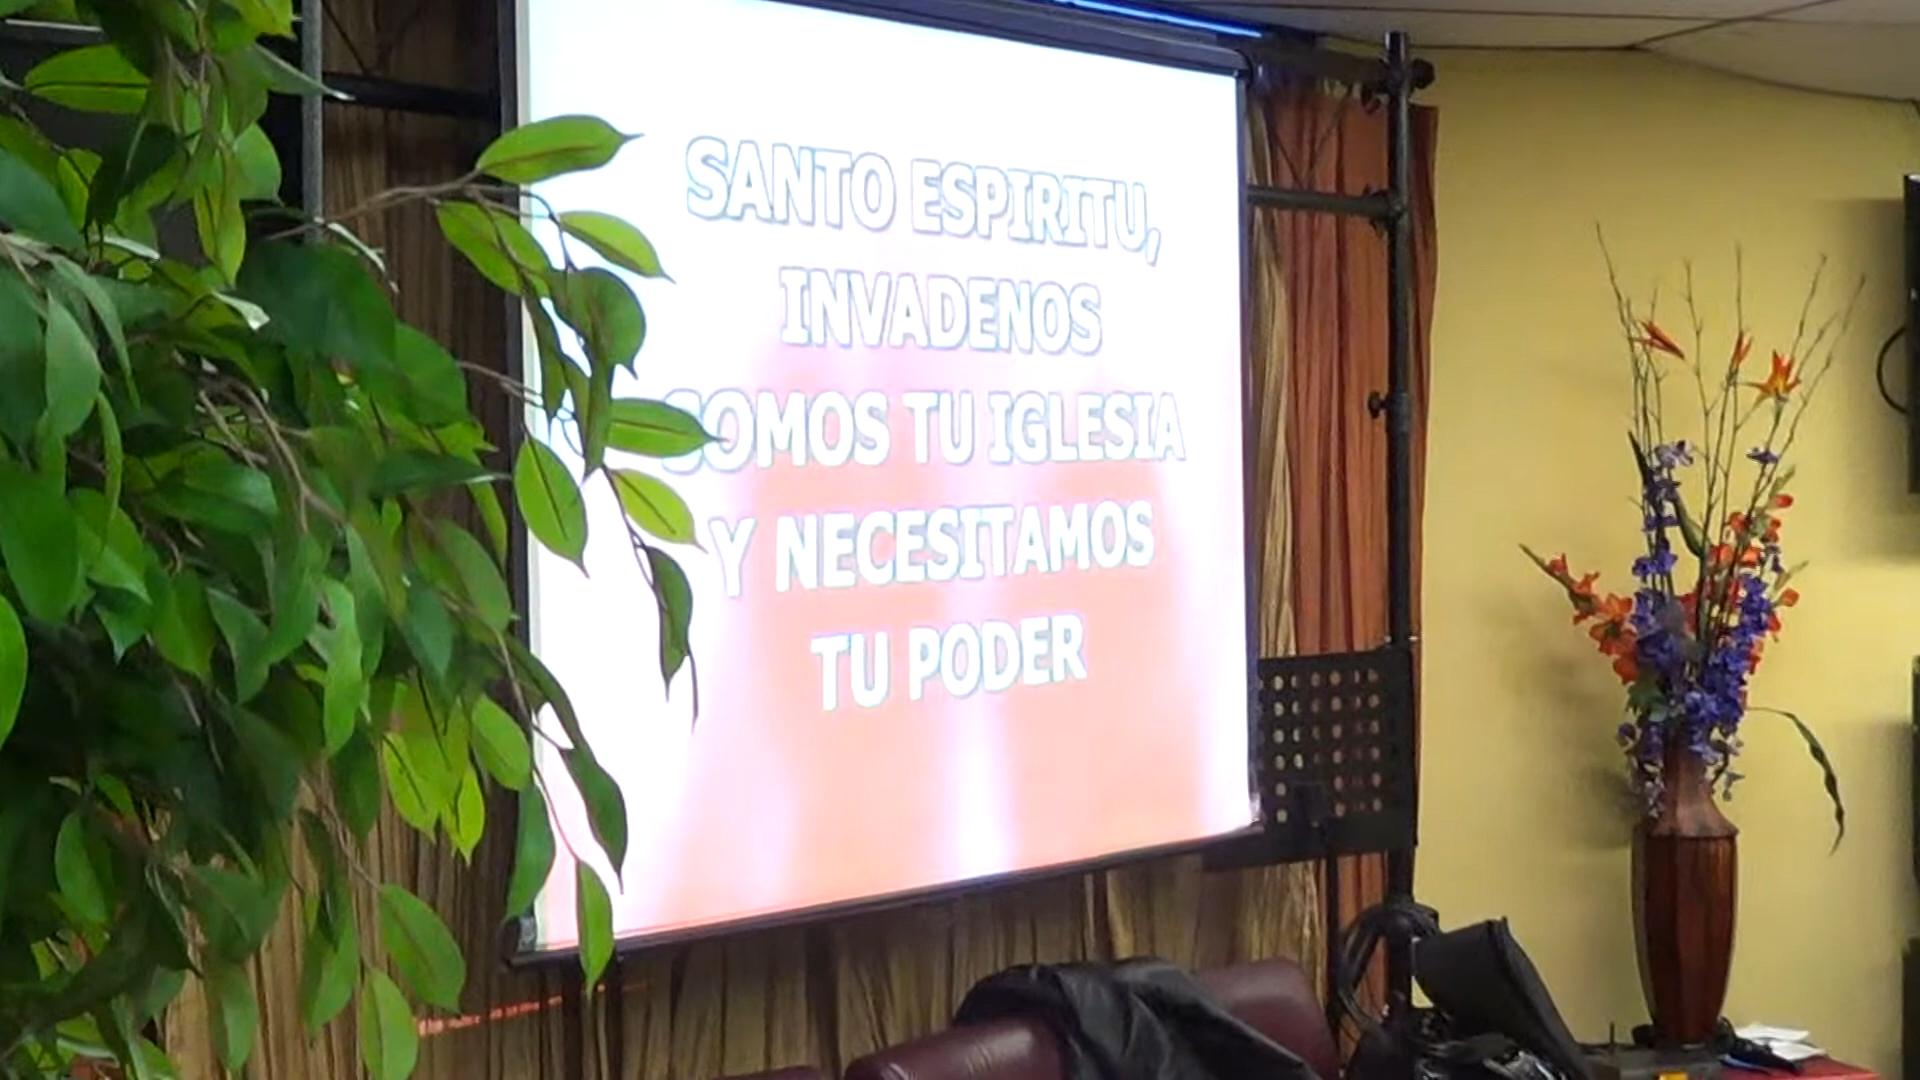 SANTO ESPIRITU,
INVADENOS
SOMOS TU IGLESIA
Y NECESITAMOS
TU PODER